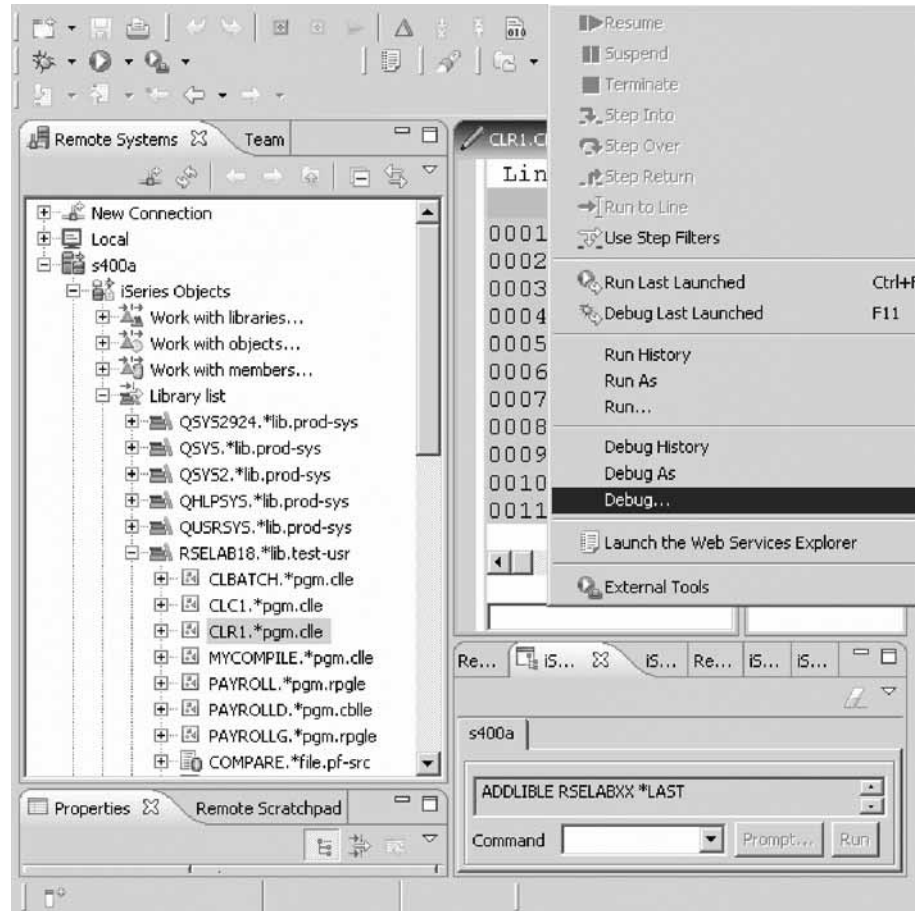 010
Remote Systems
Team
New Connection
Local
s400a
iSeries Objects
Work with libraries...
Work with objects...
Work with members...
Library list
QSYS2924.*lib.prod-sys
QSYS.*lib.prod-sys
QSYS2.*lib.prod-sys
QHLPSYS.*lib.prod-sys
QUSRSYS.*lib.prod-sys
RSELAB18.*lib.test-usr
CLBATCH.*pgm.clle
CLC1.*pgm.clle
CLR1.*pgm.clle
MYCOMPILE.*pgm.clle
PAYROLL.*pgm.rpgle
PAYROLLD.*pgm.cblle
PAYROLLG.*pgm.rpgle
COMPARE.*file.pf-src
Properties
Remote Scratchpad
CLR1.C
Lin
0001
0002
0003
0004
0005
0006
0007
0008
0009
0010
0011
Resume
Suspend
Terminate
Step Into
Step Over
Step Return
Run to Line
Use Step Filters
Run Last Launched Ctrl+F
Debug Last Launched F11
Run History
Run As
Run...
Debug History
Debug As
Debug...
Launch the Web Services Explorer
External Tools
Re... iS... iS... Re... iS... iS...
s400a
ADDLIBLE RSELABXX *LAST
Command Prompt... Run